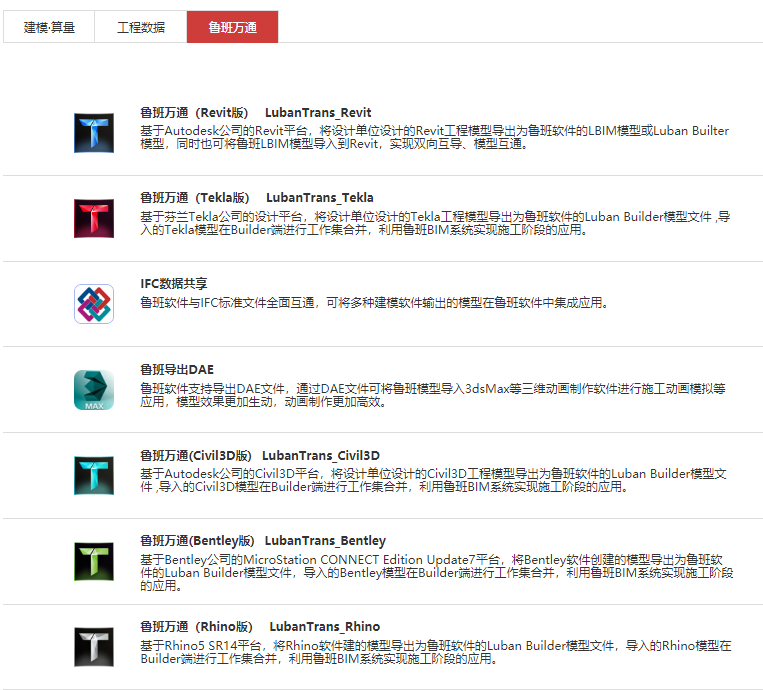 建模·算量 工程数据 鲁班万通
鲁班万通（Revit版） LubanTrans_Revit
基于Autodesk公司的Revit平台，将设计单位设计的Revit工程模型导出为鲁班软件的LBIM模型或Luban Builter
模型，同时也可将鲁班LBIM模型导入到Revit，实现双向互导、模型互通。
鲁班万通（Tekla版） LubanTrans_Tekla
基于芬兰Tekla公司的设计平台，将设计单位设计的Tekla工程模型导出为鲁班软件的Luban Builder模型文件 ,导
入的Tekla模型在Builder端进行工作集合并，利用鲁班BIM系统实现施工阶段的应用。
IFC数据共享
鲁班软件与IFC标准文件全面互通，可将多种建模软件输出的模型在鲁班软件中集成应用。
鲁班导出DAE
鲁班软件支持导出DAE文件，通过DAE文件可将鲁班模型导入3dsMax等三维动画制作软件进行施工动画模拟等
应用，模型效果更加生动，动画制作更加高效。
MAX
鲁班万通(Civil3D版) LubanTrans_Civil3D
基于Autodesk公司的Civil3D平台，将设计单位设计的Civil3D工程模型导出为鲁班软件的Luban Builder模型文
件 ,导入的Civil3D模型在Builder端进行工作集合并，利用鲁班BIM系统实现施工阶段的应用。
鲁班万通(Bentley版) LubanTrans_Bentley
基于Bentley公司的MicroStation CONNECT Edition Update7平台，将Bentley软件创建的模型导出为鲁班软
件的Luban Builder模型文件，导入的Bentley模型在Builder端进行工作集合并，利用鲁班BIM系统实现施工阶段
的应用。
鲁班万通（Rhino版） LubanTrans_Rhino
基于Rhino5 SR14平台，将Rhino软件建的模型导出为鲁班软件的Luban Builder模型文件，导入的Rhino模型在
Builder端进行工作集合并，利用鲁班BIM系统实现施工阶段的应用。